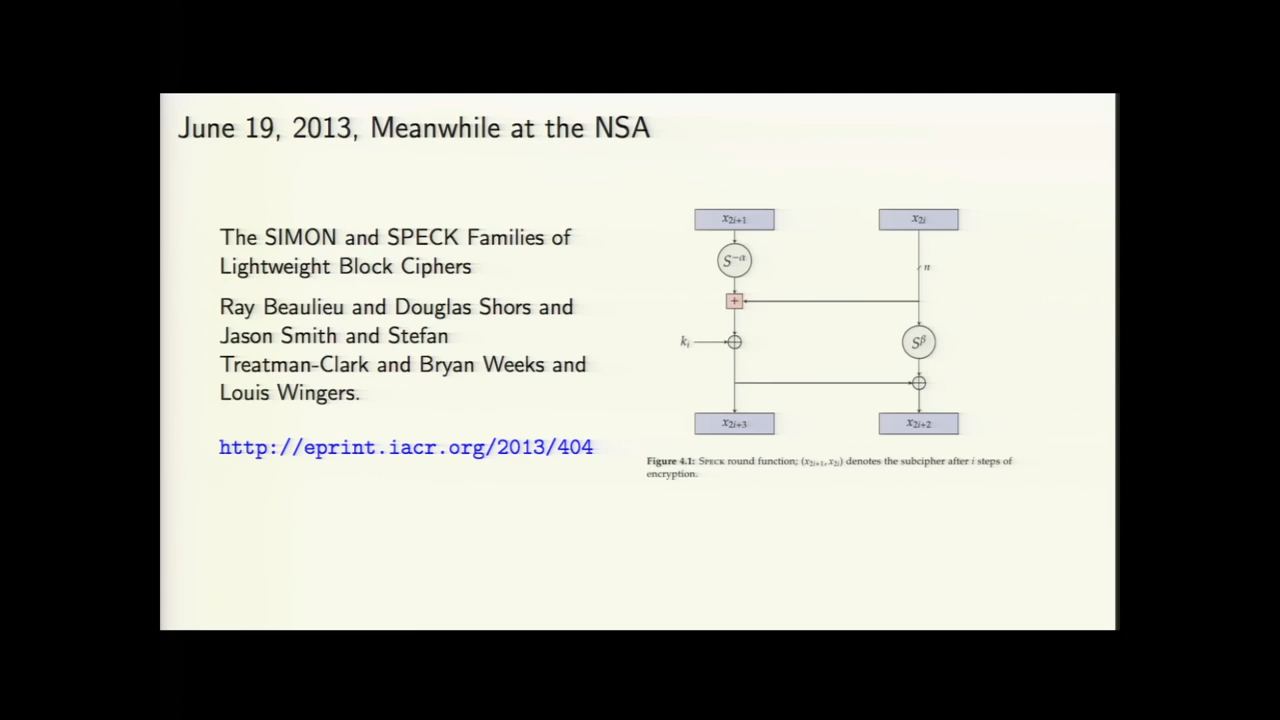 June 19, 2013, Meanwhile at the NSA
The SIMON and SPECK Families of
Lightweight Block Ciphers
Ray Beaulieu and Douglas Shors and
Jason Smith and Stefan
Treatman-Clark and Bryan Weeks and
Louis Wingers.
http://eprint.iacr.org/2013/404
x₂ᵢ₊₁ x₂ᵢ
S⁻ᵅ
n
+
kᵢ
Sᵝ
x₂ᵢ₊₃ x₂ᵢ₊₂
Figure 4.1: SPECK round function; (x₂ᵢ₊₁, x₂ᵢ) denotes the subcipher after i steps of
encryption.